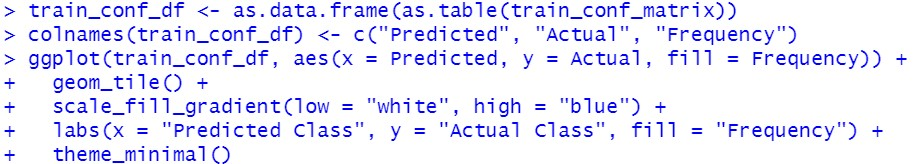 > train_conf_df <- as.data.frame(as.table(train_conf_matrix))
> colnames(train_conf_df) <- c("Predicted", "Actual", "Frequency")
> ggplot(train_conf_df, aes(x = Predicted, y = Actual, fill = Frequency)) +
+   geom_tile() +
+   scale_fill_gradient(low = "white", high = "blue") +
+   labs(x = "Predicted Class", y = "Actual Class", fill = "Frequency") +
+   theme_minimal()